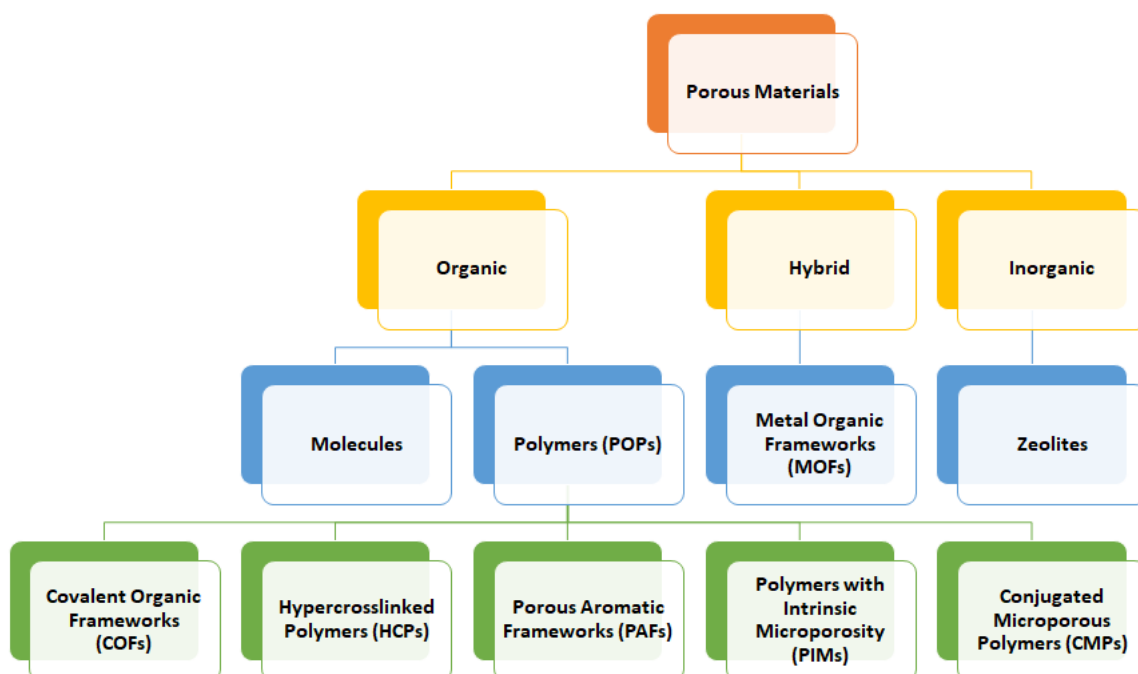 Porous Materials
Organic
Hybrid
Inorganic
Molecules
Polymers (POPs)
Metal Organic
Frameworks
(MOFs)
Zeolites
Covalent Organic
Frameworks
(COFs)
Hypercrosslinked
Polymers (HCPs)
Porous Aromatic
Frameworks (PAFs)
Polymers with
Intrinsic
Microporosity
(PIMs)
Conjugated
Microporous
Polymers (CMPs)